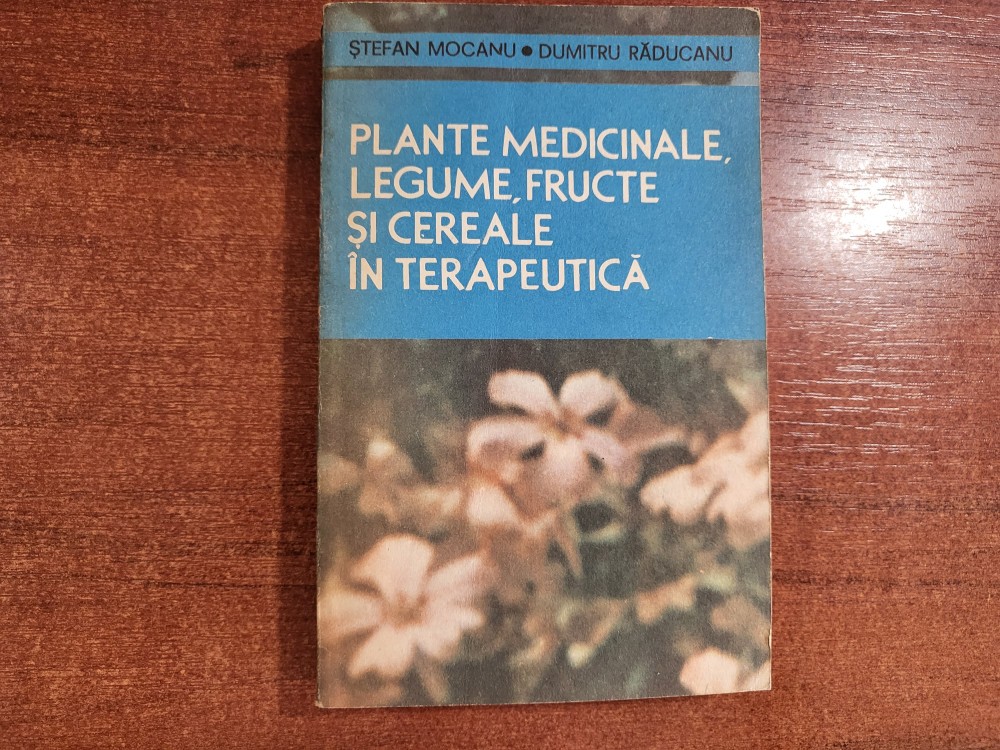 ȘTEFAN MOCANU • DUMITRU RĂDUCANU
PLANTE MEDICINALE,
LEGUME, FRUCTE
ȘI CEREALE
ÎN TERAPEUTICĂ